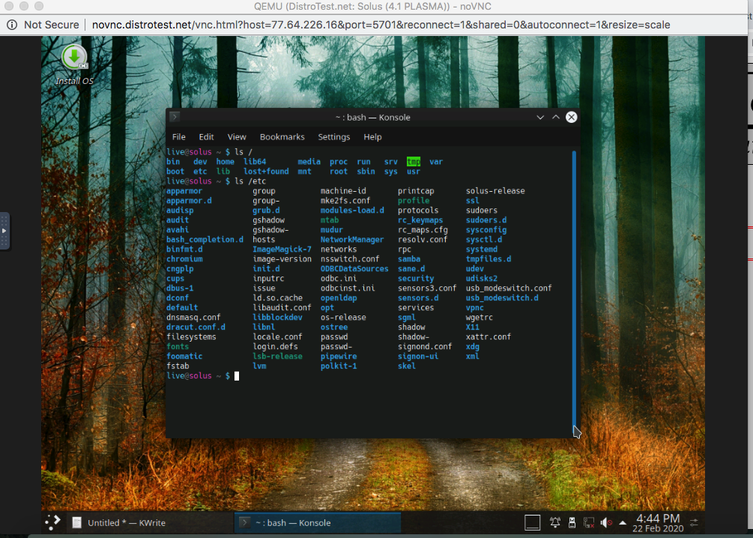 QEMU (DistroTest.net: Solus (4.1 PLASMA)) - noVNC
Not Secure | novnc.distrotest.net/vnc.html?host=77.64.226.16&port=5701&reconnect=1&shared=0&autoconnect=1&resize=scale
Install OS
~ : bash — Konsole
File Edit View Bookmarks Settings Help
live@solus ~ $ ls /
bin dev home lib64 media proc run srv tmp var
boot etc lib lost+found mnt root sbin sys usr
live@solus ~ $ ls /etc
apparmor group machine-id printcap solus-release
apparmor.d group- mke2fs.conf profile ssl
audisp grub.d modules-load.d protocols sudoers
audit gshadow mtab rc_keymaps sudoers.d
avahi gshadow- mudur rc_maps.cfg sysconfig
bash_completion.d hosts NetworkManager resolv.conf sysctl.d
binfmt.d ImageMagick-7 networks rpc systemd
chromium image-version nsswitch.conf samba tmpfiles.d
cngplp init.d ODBCDataSources sane.d udev
cups inputrc odbc.ini security udisks2
dbus-1 issue odbcinst.ini sensors3.conf usb_modeswitch.conf
dconf ld.so.cache openldap sensors.d usb_modeswitch.d
default libaudit.conf opt services vpnc
dnsmasq.conf libblockdev os-release sgml wgetrc
dracut.conf.d libnl ostree shadow X11
filesystems locale.conf passwd shadow- xattr.conf
fonts login.defs passwd- signond.conf xdg
foomatic lsb-release pipewire signon-ui xml
fstab lvm polkit-1 skel
live@solus ~ $
Untitled * — KWrite
~ : bash — Konsole
4:44 PM
22 Feb 2020